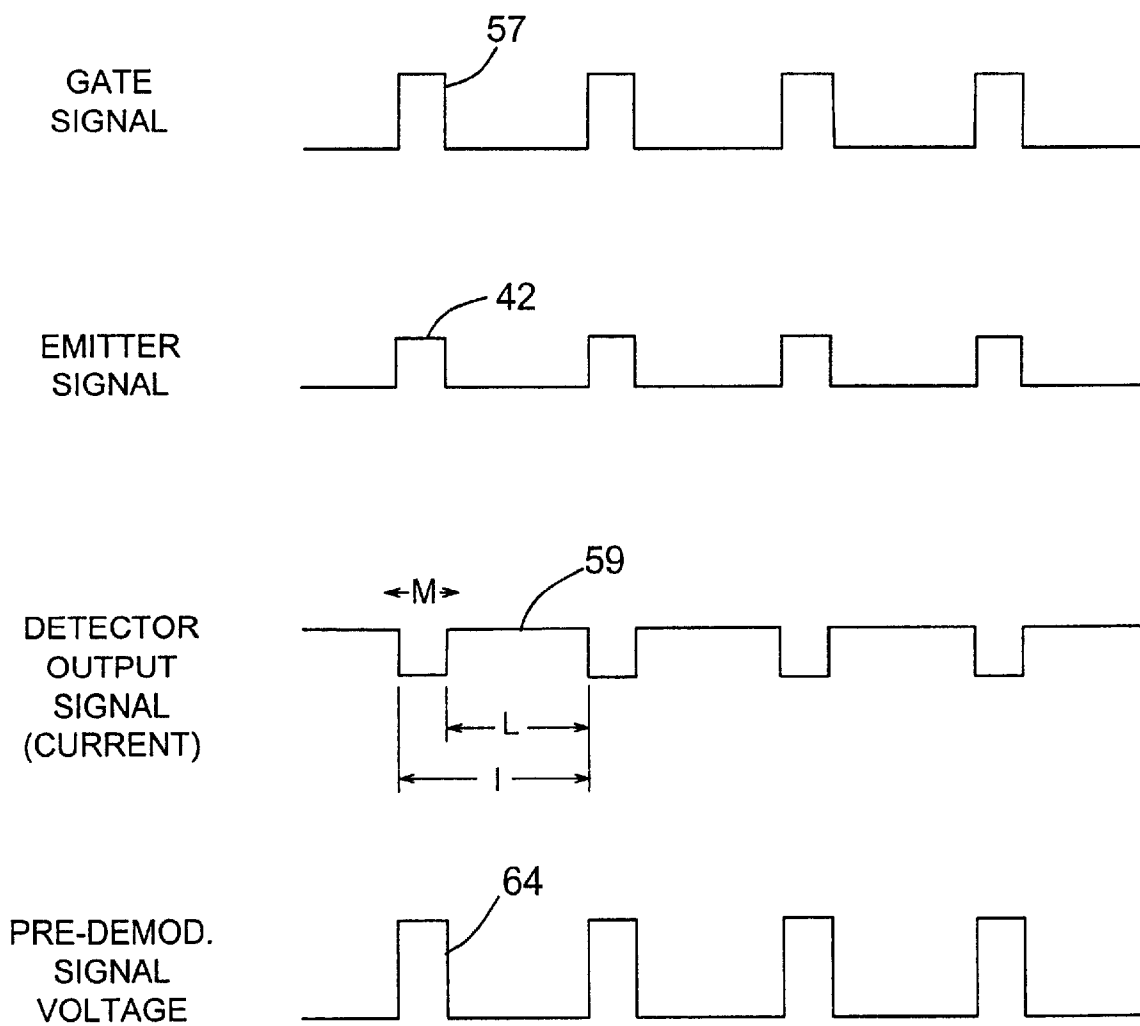 57
GATE
SIGNAL
42
EMITTER
SIGNAL
59
M
DETECTOR
OUTPUT
SIGNAL
(CURRENT)
L
I
64
PRE-DEMOD.
SIGNAL
VOLTAGE